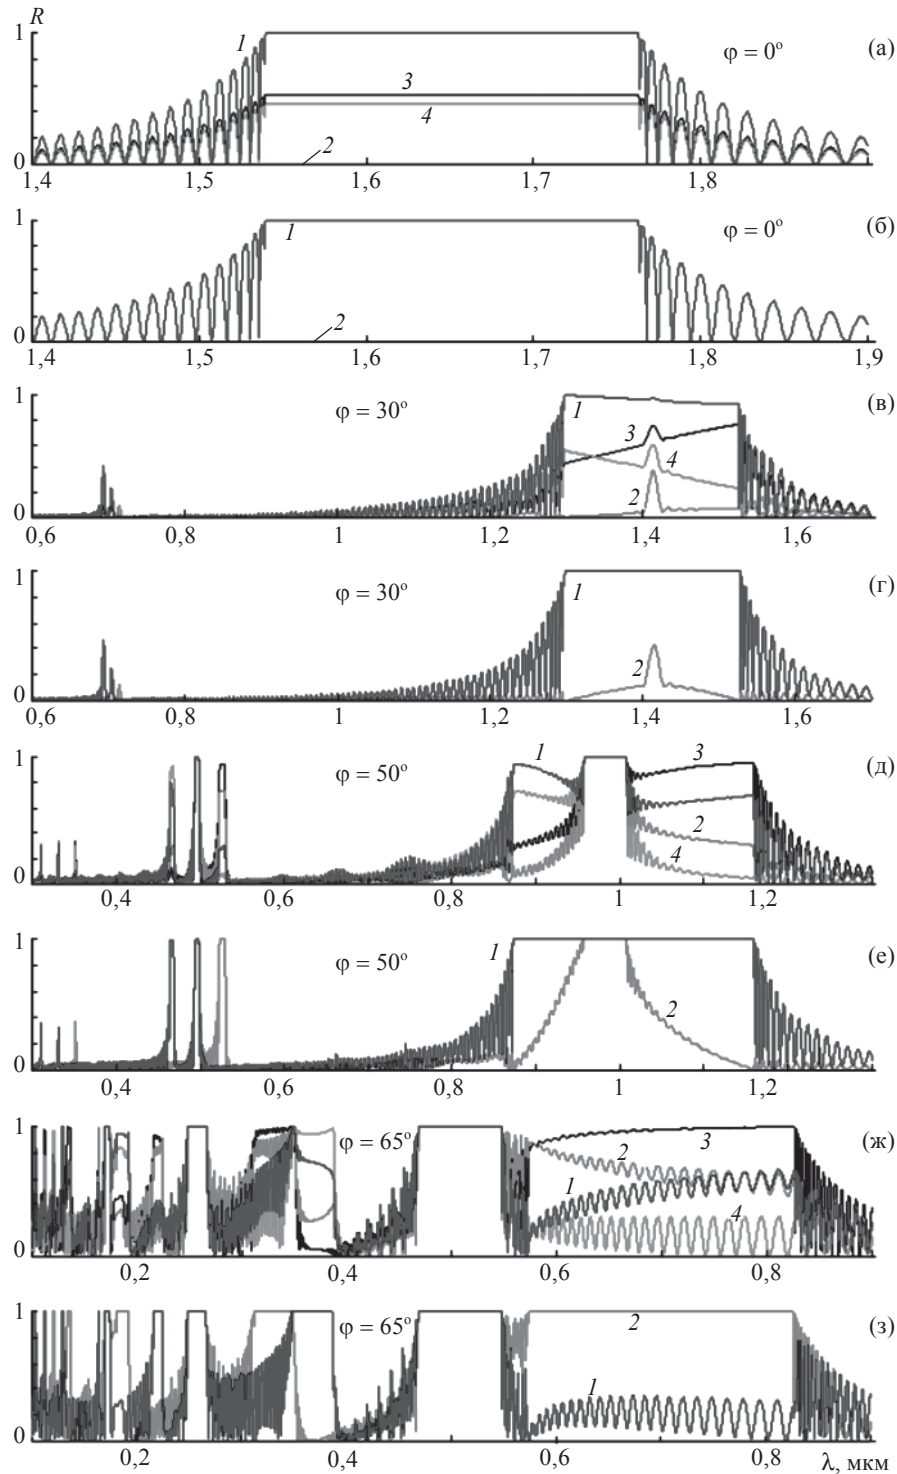 R
1
0
1
3
4
2
φ = 0°
(а)
1,4 1,5 1,6 1,7 1,8
1
0
1
2
φ = 0°
(б)
1,4 1,5 1,6 1,7 1,8 1,9
1
0
φ = 30°
1
3
4
2
(в)
0,6 0,8 1 1,2 1,4 1,6
1
0
φ = 30°
1
2
(г)
0,6 0,8 1 1,2 1,4 1,6
1
0
φ = 50°
1
3
2
4
(д)
0,4 0,6 0,8 1 1,2
1
0
φ = 50°
1
2
(е)
0,4 0,6 0,8 1 1,2
1
0
φ = 65°
2
3
1
4
(ж)
0,2 0,4 0,6 0,8
1
0
φ = 65°
2
1
(з)
0,2 0,4 0,6 0,8
λ, мкм